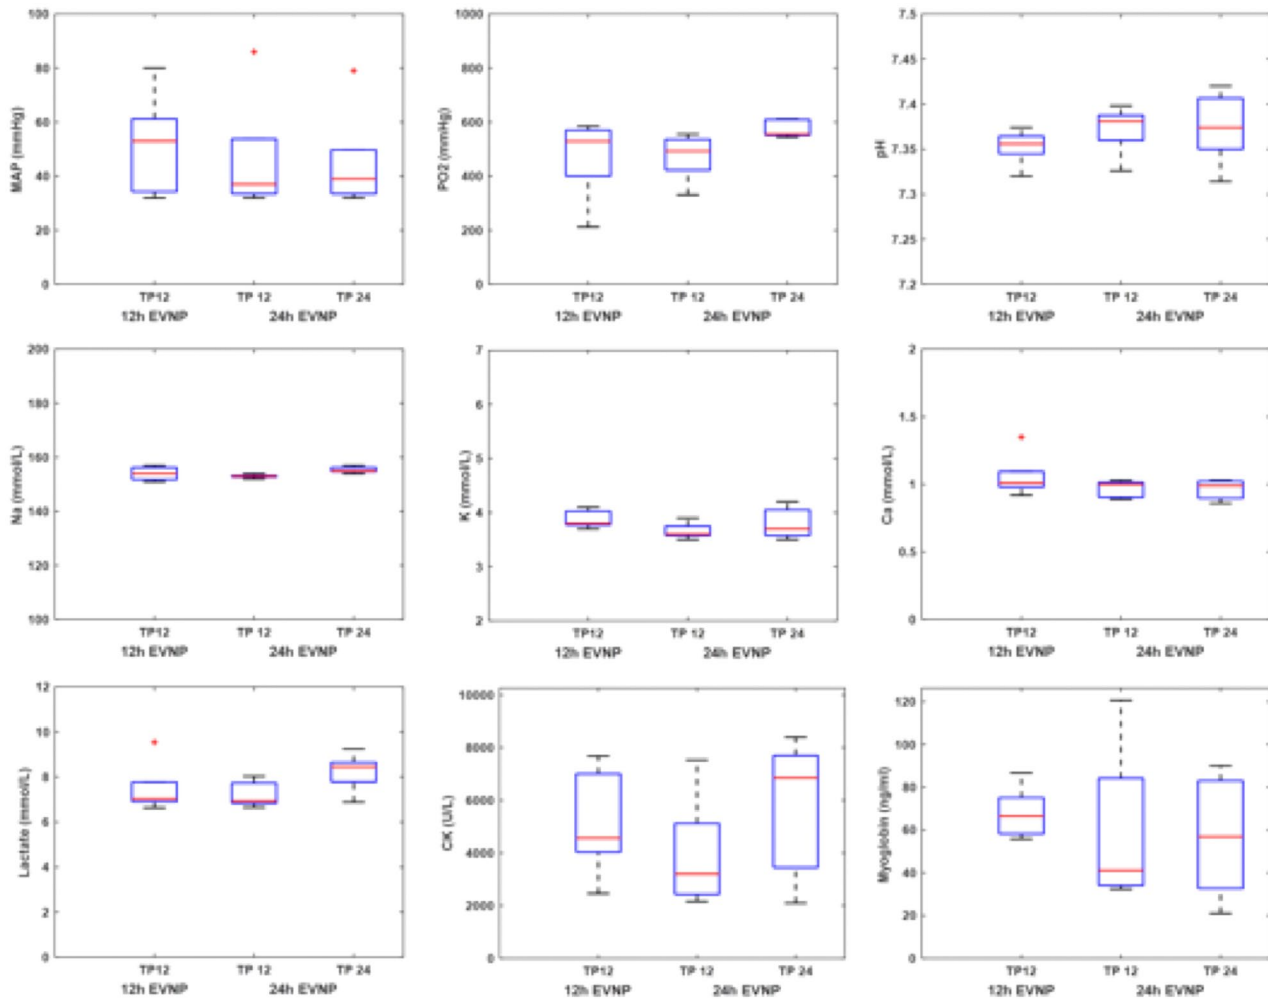 MAP (mmHg)
100
80
60
40
20
0
TP12 TP 12 TP 24
12h EVNP 24h EVNP
PO2 (mmHg)
1000
800
600
400
200
0
TP12 TP 12 TP 24
12h EVNP 24h EVNP
pH
7.5
7.45
7.4
7.35
7.3
7.25
7.2
TP12 TP 12 TP 24
12h EVNP 24h EVNP
Na (mmol/L)
200
180
160
140
120
100
TP12 TP 12 TP 24
12h EVNP 24h EVNP
K (mmol/L)
7
6
5
4
3
2
TP12 TP 12 TP 24
12h EVNP 24h EVNP
Ca (mmol/L)
2
1.5
1
0.5
0
TP12 TP 12 TP 24
12h EVNP 24h EVNP
Lactate (mmol/L)
12
10
8
6
4
2
0
TP12 TP 12 TP 24
12h EVNP 24h EVNP
CK (U/L)
10000
8000
6000
4000
2000
0
TP12 TP 12 TP 24
12h EVNP 24h EVNP
Myoglobin (ng/ml)
120
100
80
60
40
20
0
TP12 TP 12 TP 24
12h EVNP 24h EVNP